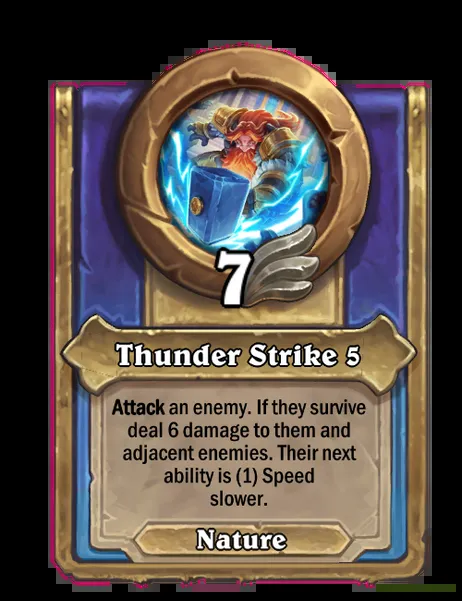 7
Thunder Strike 5
Attack an enemy. If they survive
deal 6 damage to them and
adjacent enemies. Their next
ability is (1) Speed
slower.
Nature